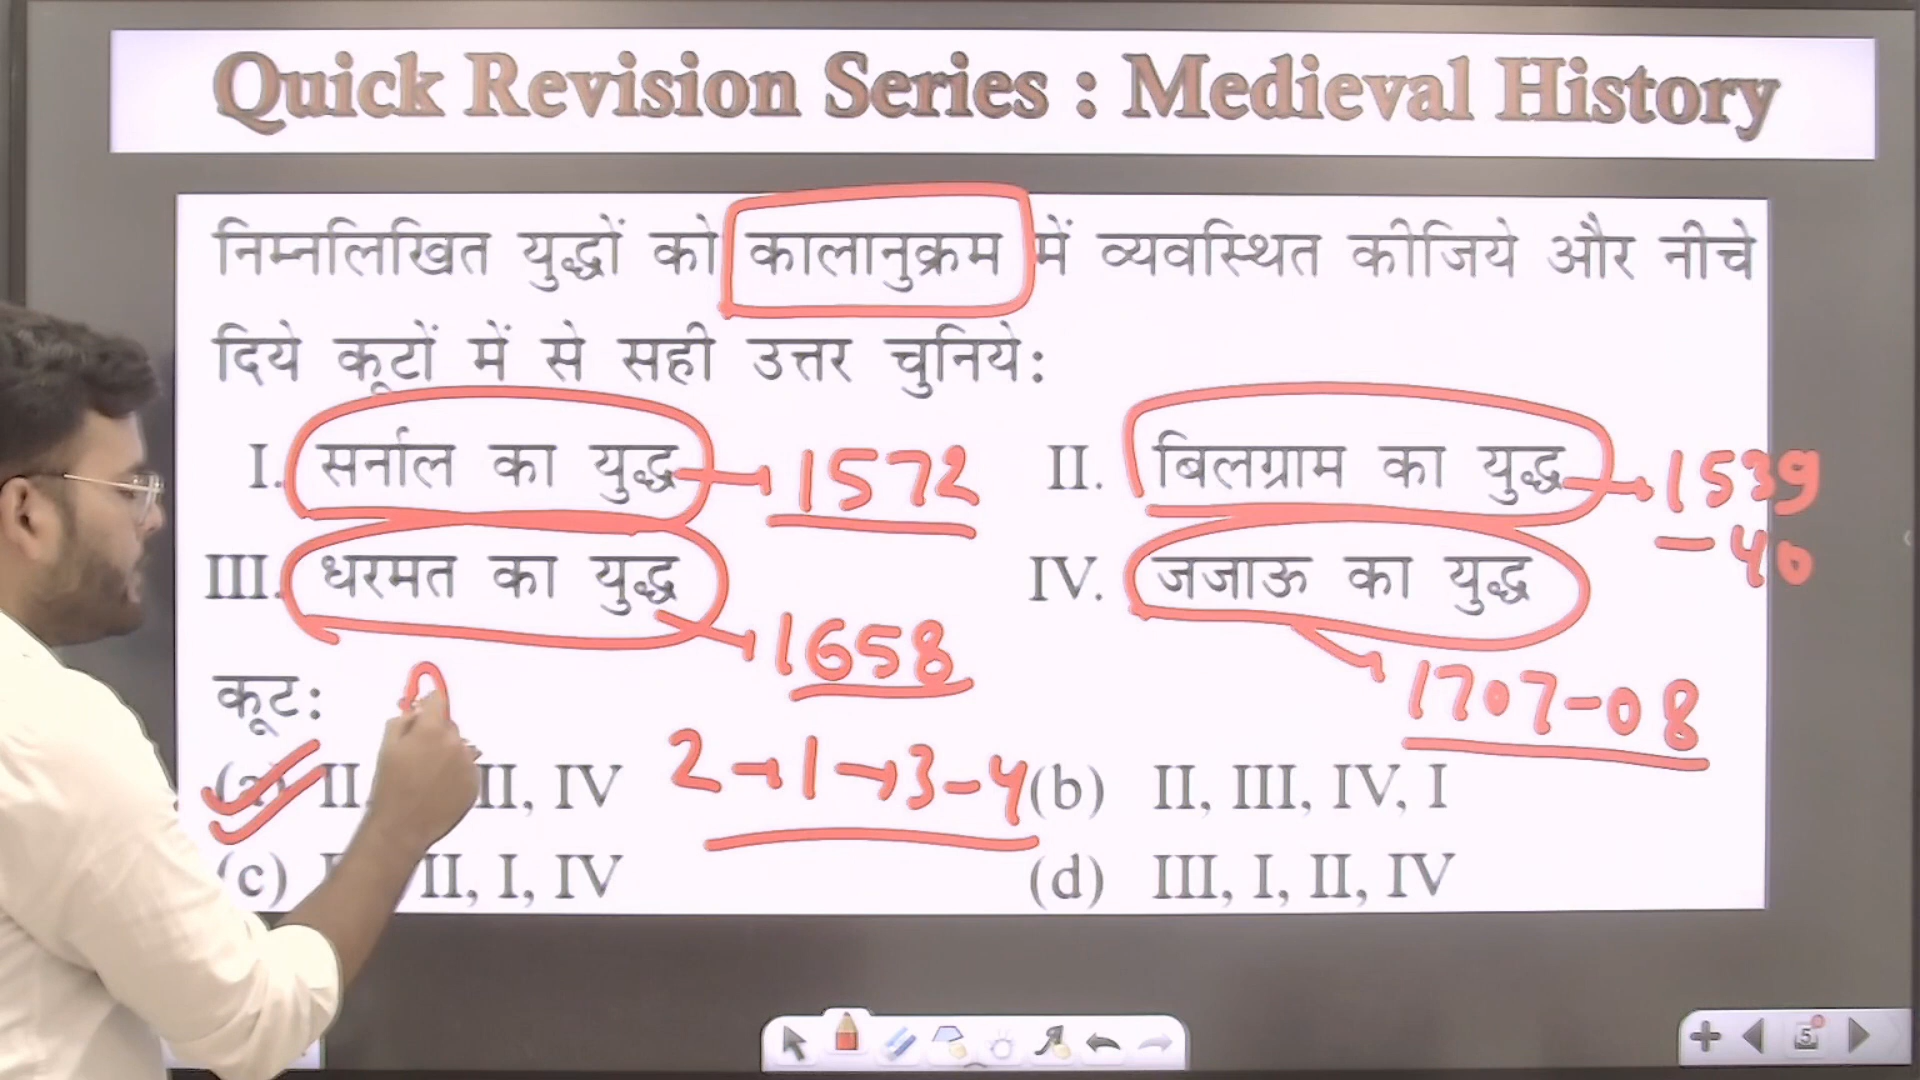 Quick Revision Series : Medieval History
निम्नलिखित युद्धों को कालानुक्रम में व्यवस्थित कीजिये और नीचे
दिये कूटों में से सही उत्तर चुनिये:
I. सर्नाल का युद्ध → 1572
II. बिलग्राम का युद्ध → 1539
- 40
III. धरमत का युद्ध → 1658
IV. जजाऊ का युद्ध
1707-08
कूट:
(a) II, II, IV
2 → 1 → 3 - 4
(b) II, III, IV, I
(c) II, I, IV
(d) III, I, II, IV
5